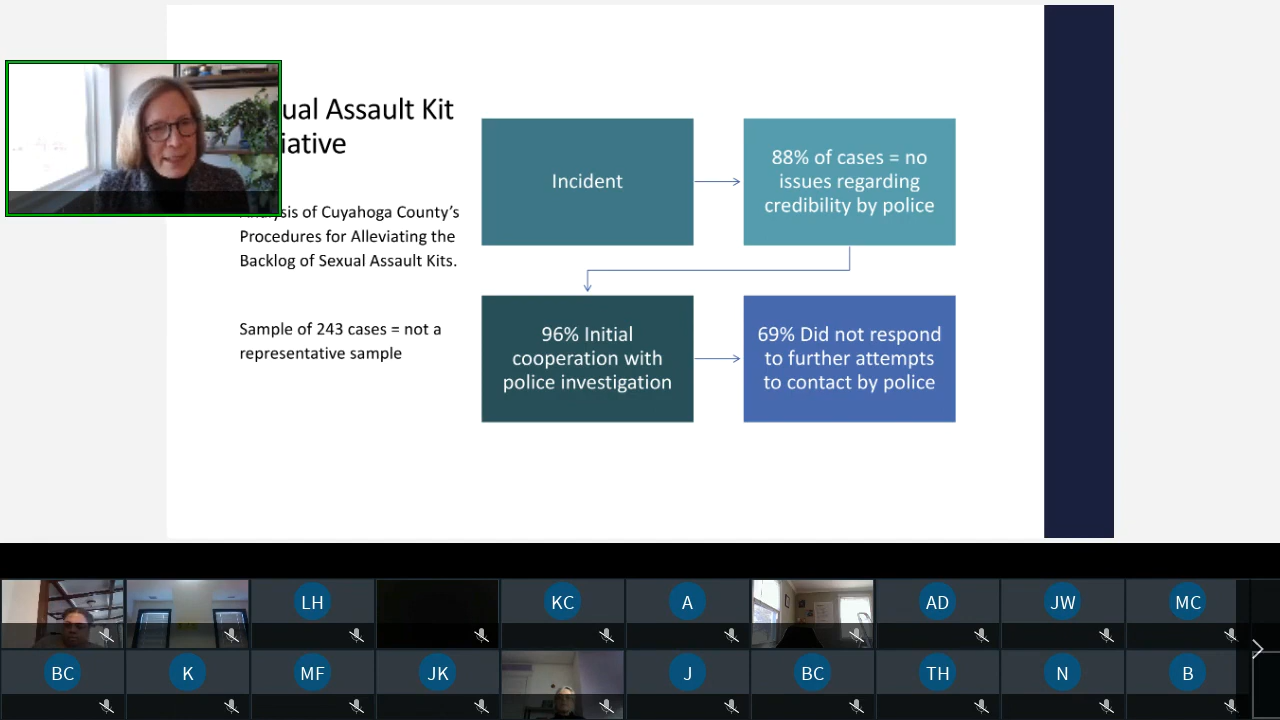 ual Assault Kit
iative
Analysis of Cuyahoga County's
Procedures for Alleviating the
Backlog of Sexual Assault Kits.
Sample of 243 cases = not a
representative sample
Incident
88% of cases = no
issues regarding
credibility by police
96% Initial
cooperation with
police investigation
69% Did not respond
to further attempts
to contact by police
LH
KC
A
AD
JW
MC
BC
K
MF
JK
J
BC
TH
N
B